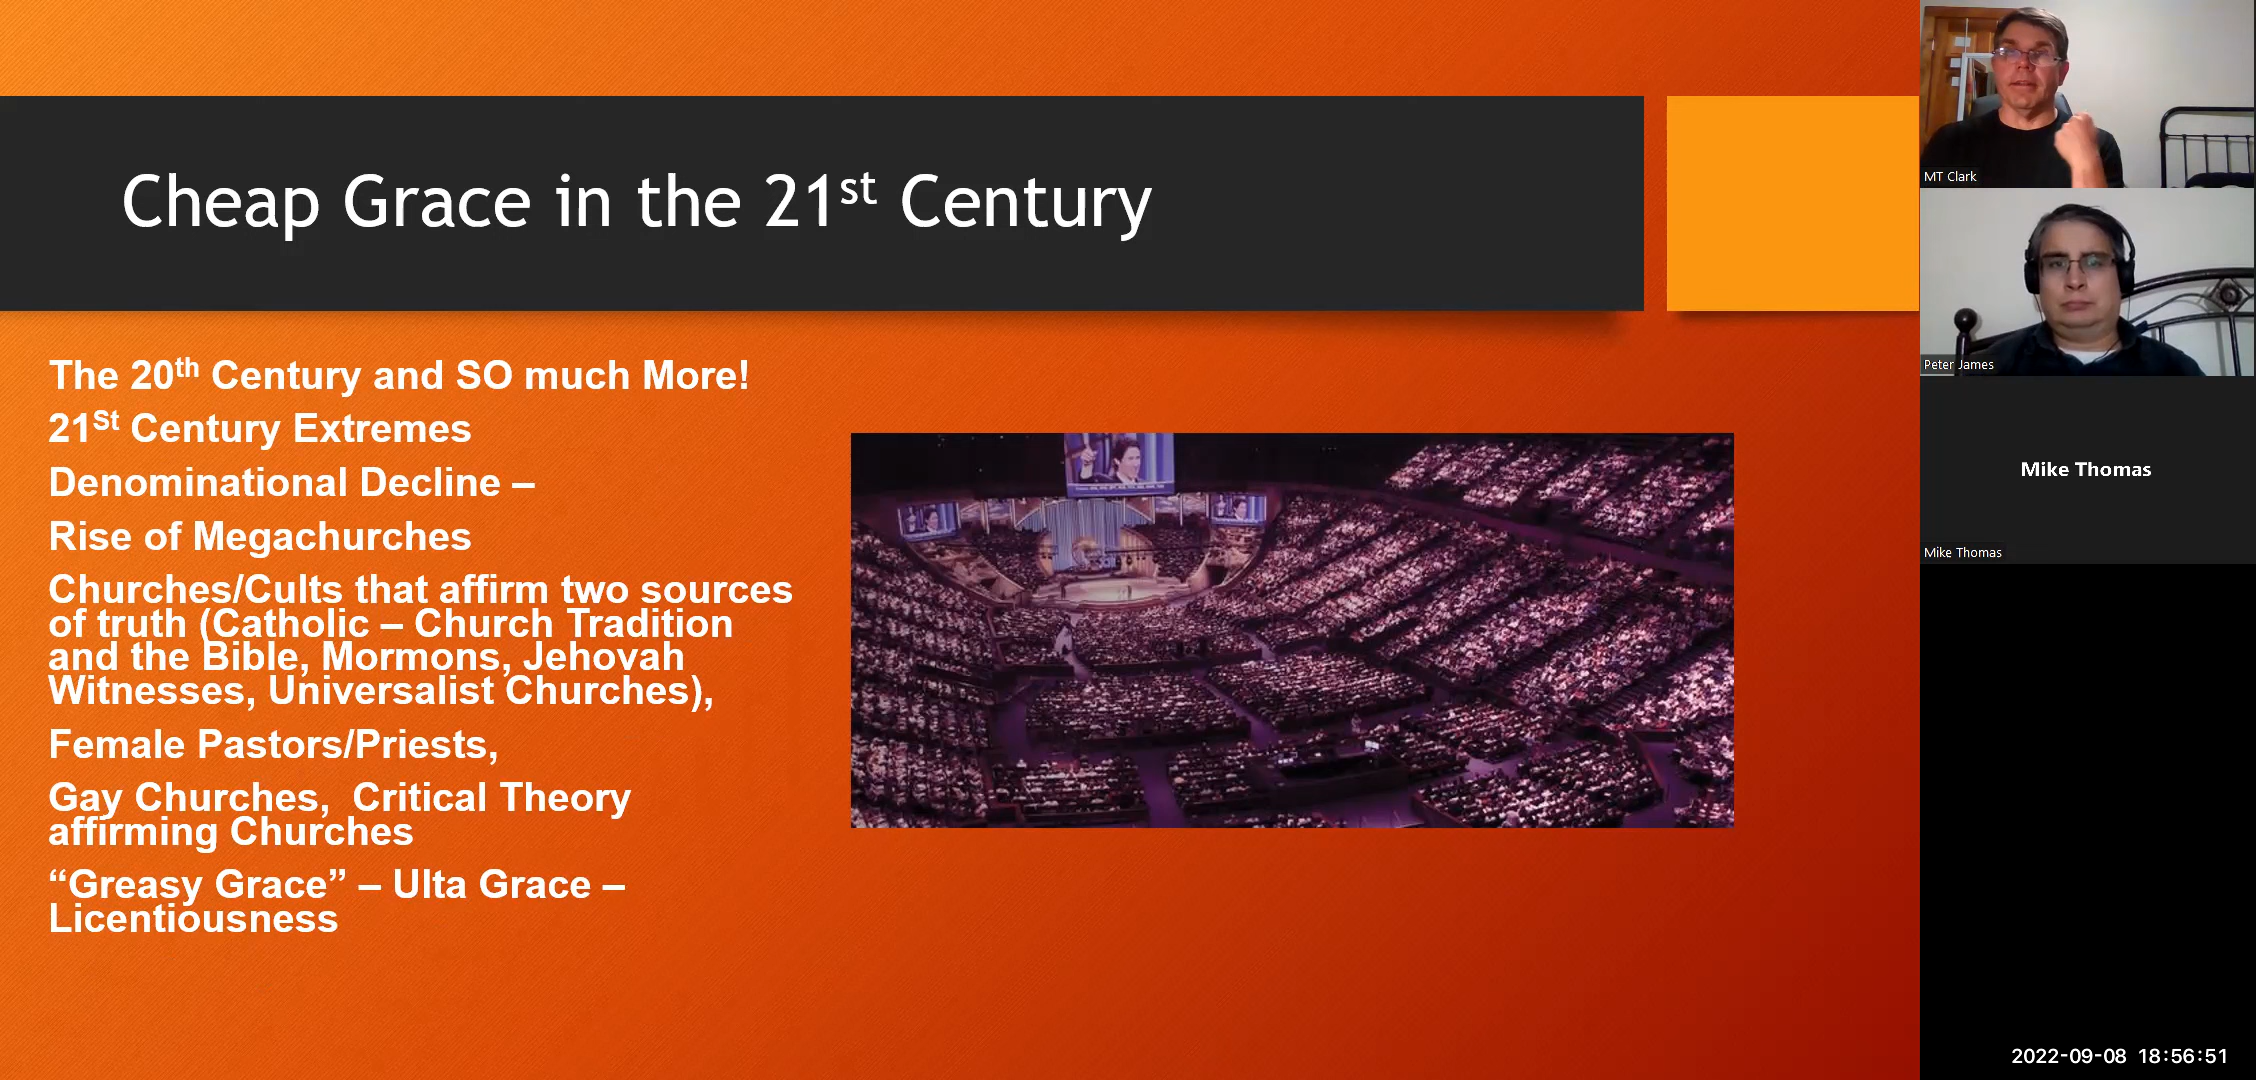 Cheap Grace in the 21st Century
The 20th Century and SO much More!
21St Century Extremes
Denominational Decline –
Rise of Megachurches
Churches/Cults that affirm two sources
of truth (Catholic – Church Tradition
and the Bible, Mormons, Jehovah
Witnesses, Universalist Churches),
Female Pastors/Priests,
Gay Churches,  Critical Theory
affirming Churches
“Greasy Grace” – Ulta Grace –
Licentiousness
MT Clark
Peter James
Mike Thomas
Mike Thomas
2022-09-08 18:56:51